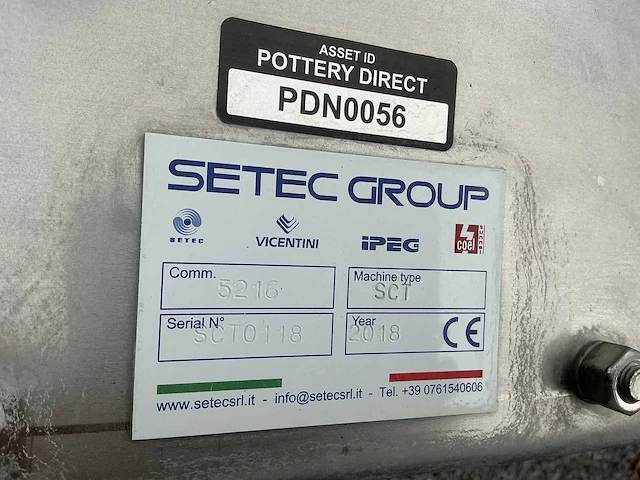 ASSET ID
POTTERY DIRECT
PDN0056
SETEC GROUP
SETEC VICENTINI iPEG coel
Comm. 5216 Machine type SCT
Serial N° SCT0118 Year 2018 CE
www.setecsrl.it - info@setecsrl.it - Tel. +39 0761540606